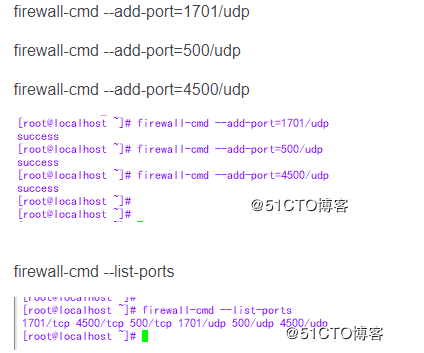 firewall-cmd --add-port=1701/udp
firewall-cmd --add-port=500/udp
firewall-cmd --add-port=4500/udp
[root@localhost ~]# firewall-cmd --add-port=1701/udp
success
[root@localhost ~]# firewall-cmd --add-port=500/udp
success
[root@localhost ~]# firewall-cmd --add-port=4500/udp
success
[root@localhost ~]#
[root@localhost ~]#
@51CTO博客
firewall-cmd --list-ports
[root@localhost ~]#
[root@localhost ~]# firewall-cmd --list-ports
1701/tcp 4500/tcp 500/tcp 1701/udp 500/udp 4500/udp
[root@localhost ~]#
@51CTO博客